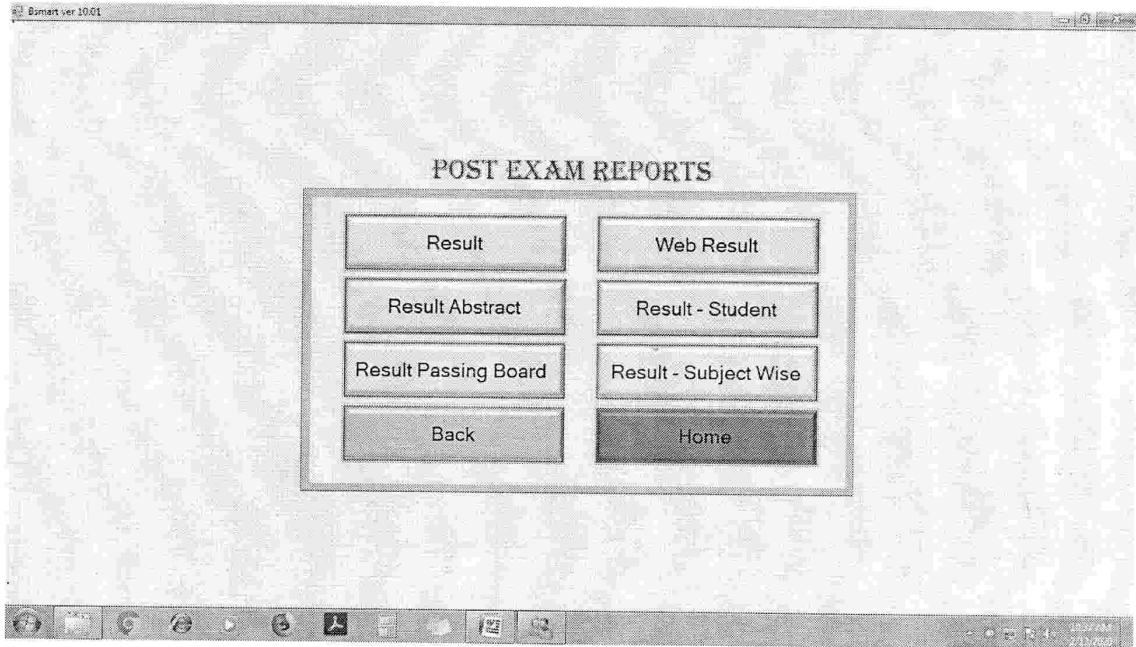 Bsmart ver 10.01
POST EXAM REPORTS
Result
Web Result
Result Abstract
Result - Student
Result Passing Board
Result - Subject Wise
Back
Home